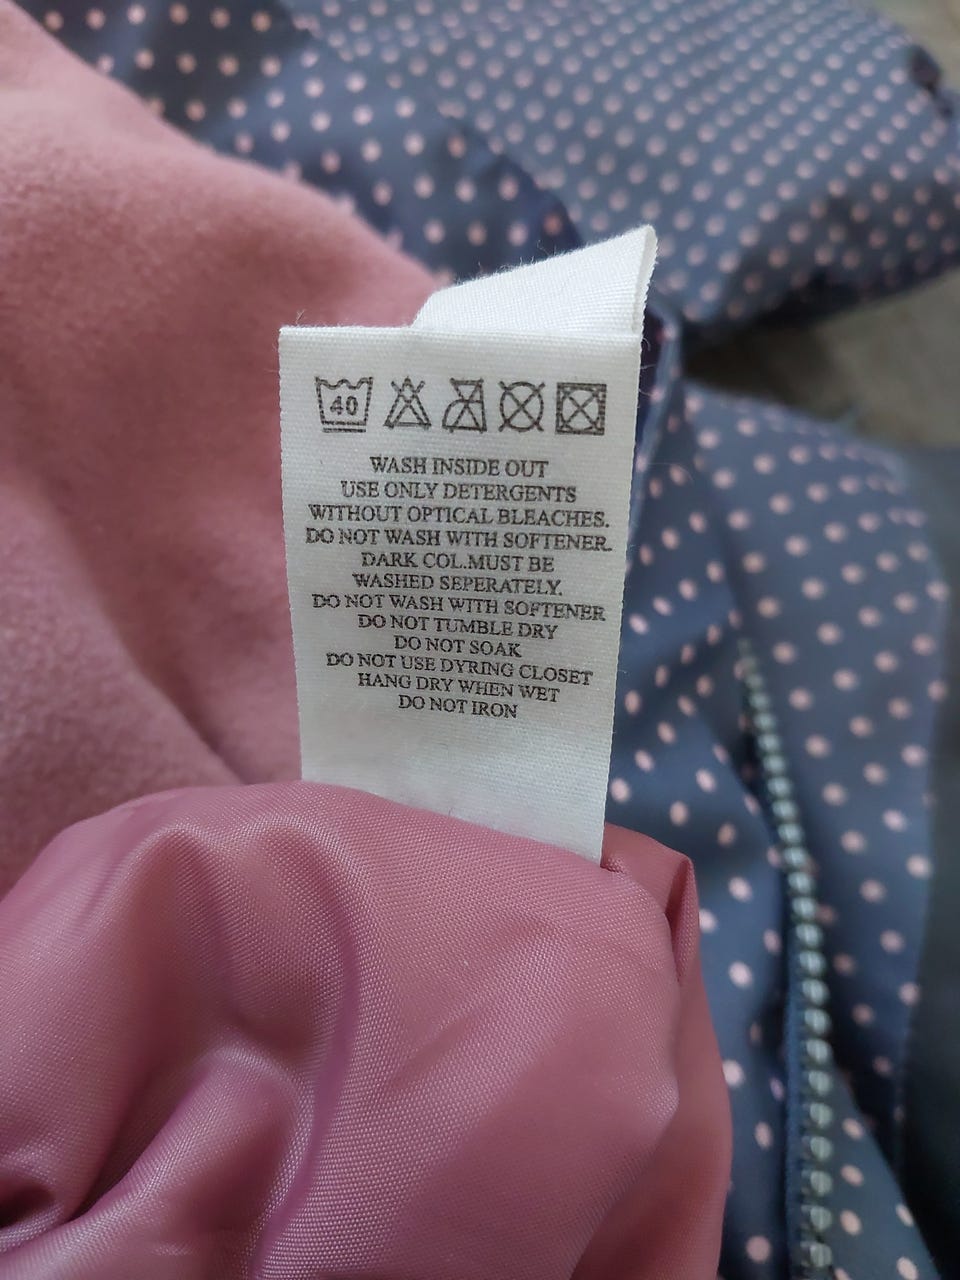 40
WASH INSIDE OUT
USE ONLY DETERGENTS
WITHOUT OPTICAL BLEACHES.
DO NOT WASH WITH SOFTENER.
DARK COL.MUST BE
WASHED SEPERATELY.
DO NOT WASH WITH SOFTENER
DO NOT TUMBLE DRY
DO NOT SOAK
DO NOT USE DYRING CLOSET
HANG DRY WHEN WET
DO NOT IRON